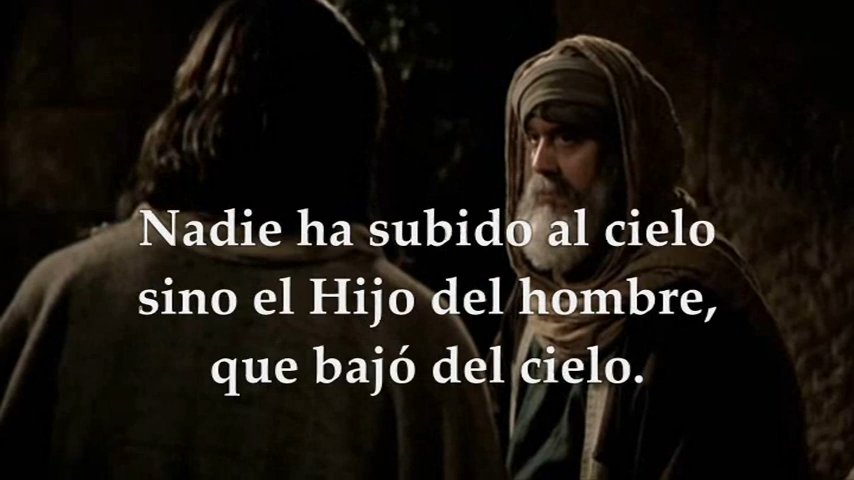 Nadie ha subido al cielo
sino el Hijo del hombre,
que bajó del cielo.